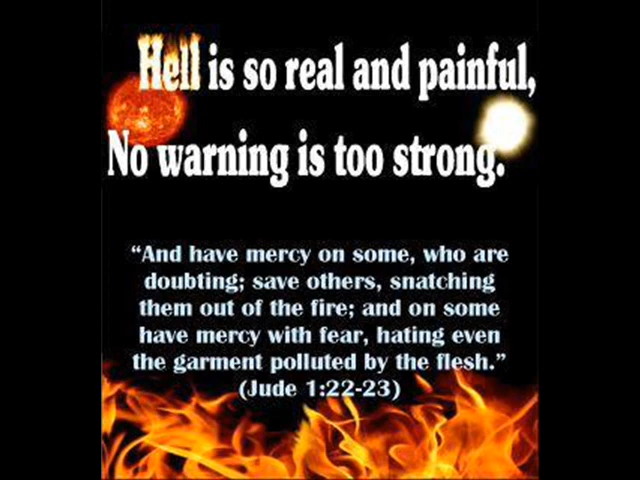 Hell is so real and painful,
No warning is too strong.
“And have mercy on some, who are
doubting; save others, snatching
them out of the fire; and on some
have mercy with fear, hating even
the garment polluted by the flesh.”
(Jude 1:22-23)